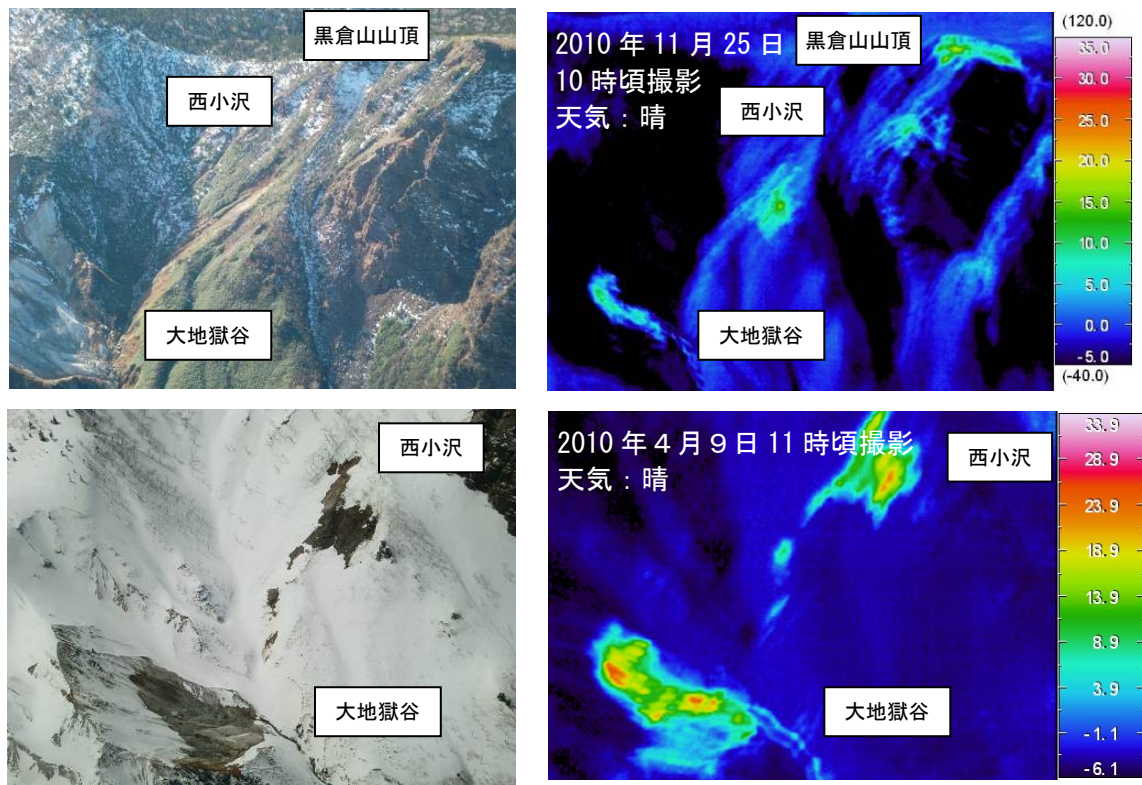 黒倉山山頂
西小沢
大地獄谷
2010年11月25日
10時頃撮影
天気：晴
黒倉山山頂
西小沢
大地獄谷
(120.0)
35.0
30.0
25.0
20.0
15.0
10.0
5.0
0.0
-5.0
(-40.0)
西小沢
大地獄谷
2010年４月９日11時頃撮影
天気：晴
西小沢
大地獄谷
33.9
28.9
23.9
18.9
13.9
8.9
3.9
-1.1
-6.1